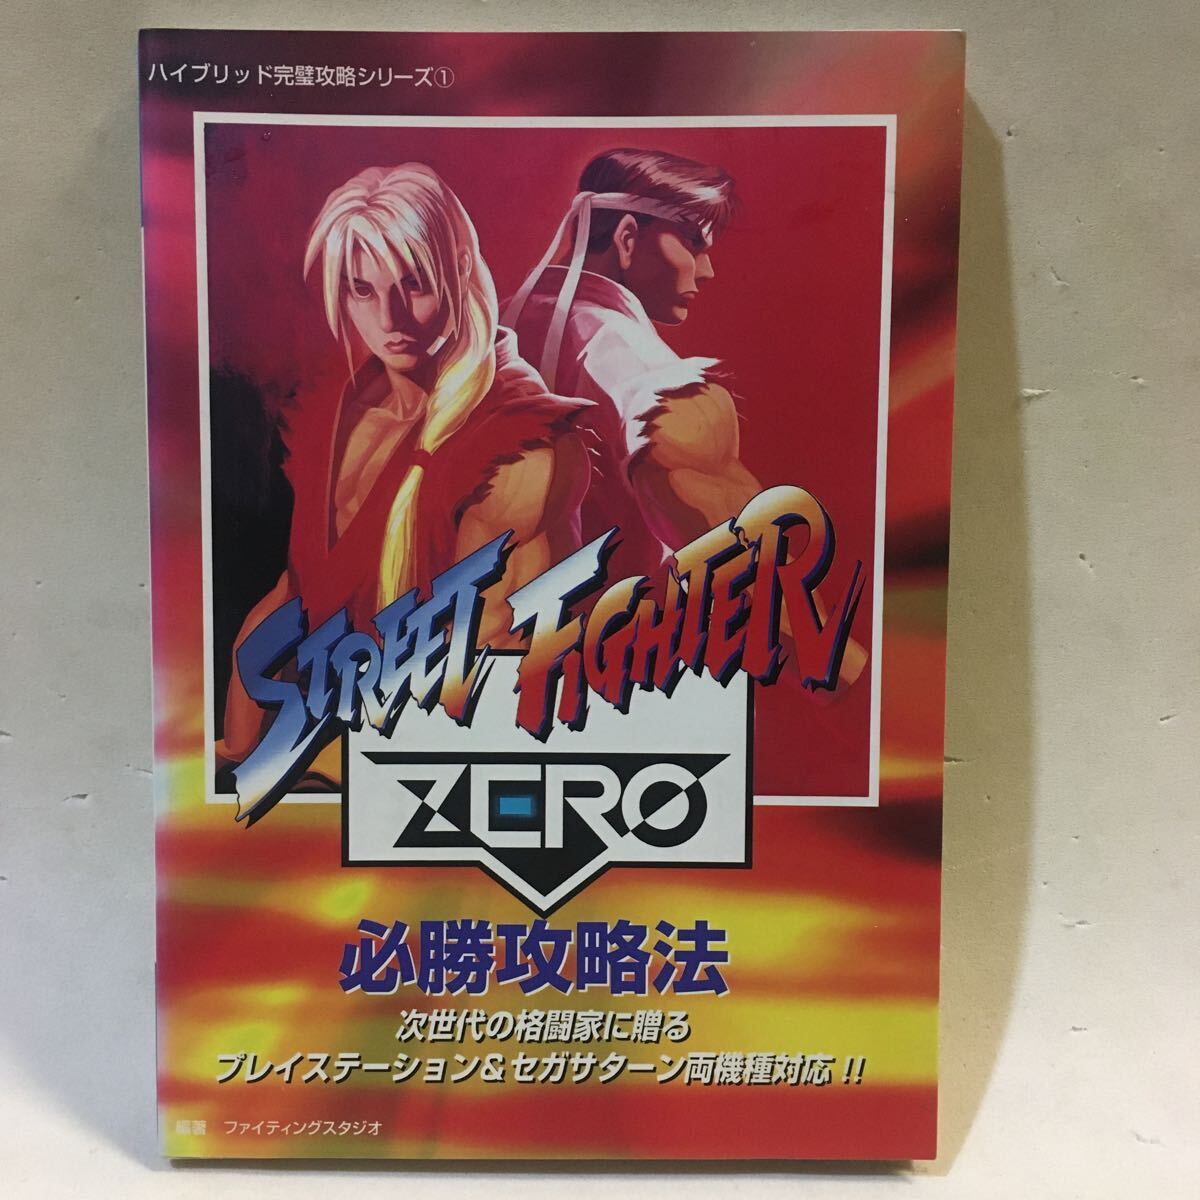 ハイブリッド完璧攻略シリーズ①
STREET FIGHTER
ZERO
必勝攻略法
次世代の格闘家に贈る
プレイステーション&セガサターン両機種対応!!
編著 ファイティングスタジオ